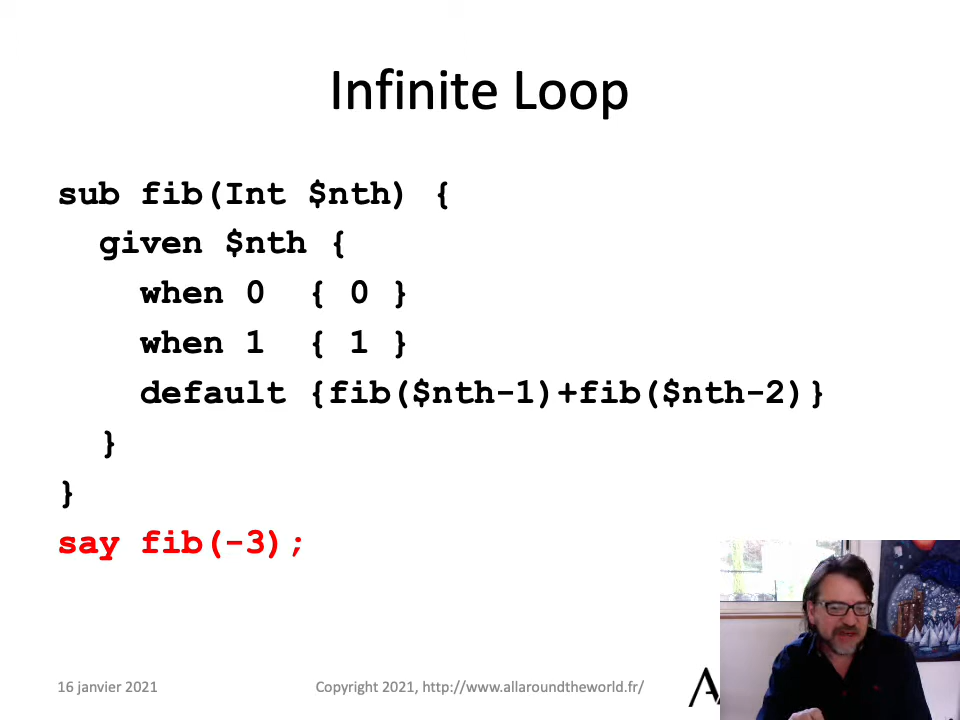 Infinite Loop
sub fib(Int $nth) {
  given $nth {
    when 0  { 0 }
    when 1  { 1 }
    default {fib($nth-1)+fib($nth-2)}
  }
}
say fib(-3);
16 janvier 2021
Copyright 2021, http://www.allaroundtheworld.fr/